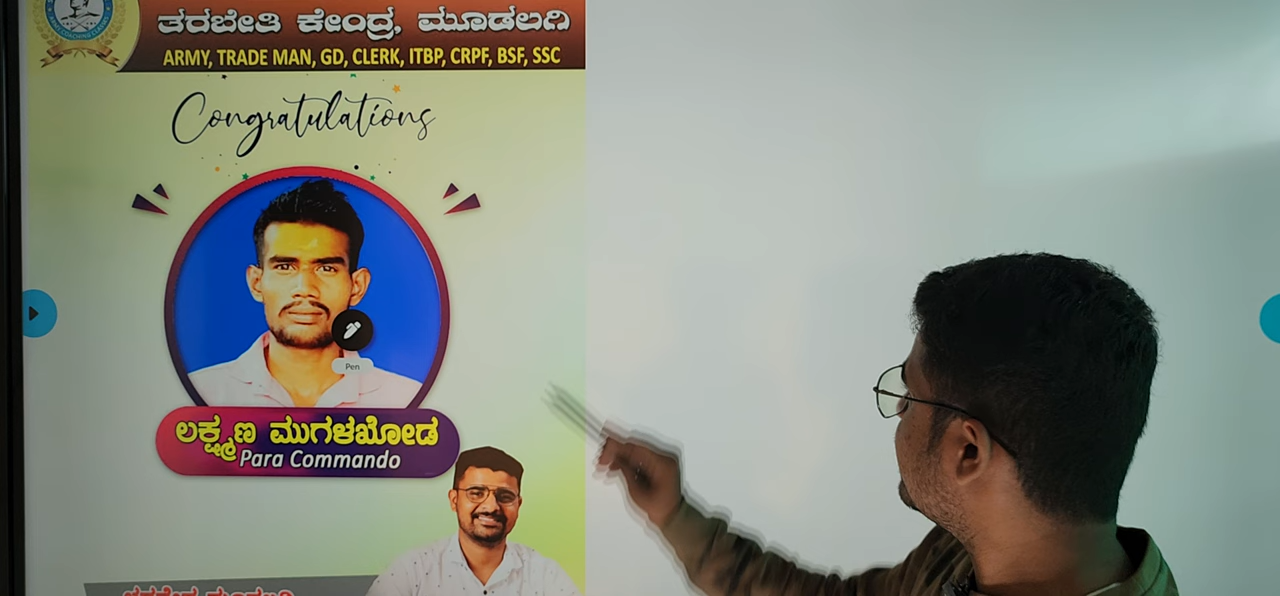 ತರಬೇತಿ ಕೇಂದ್ರ, ಮೂಡಲಗಿ
ARMY, TRADE MAN, GD, CLERK, ITBP, CRPF, BSF, SSC
Congratulations
Pen
ಲಕ್ಷ್ಮಣ ಮುಗಳಖೋಡ
Para Commando